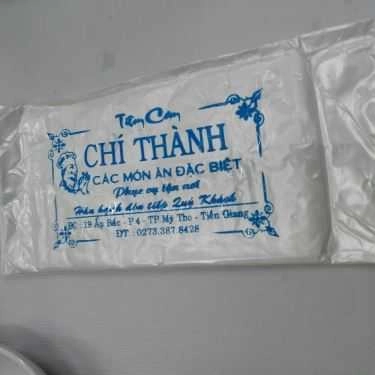 Tiệm Cơm
CHÍ THÀNH
CÁC MÓN ĂN ĐẶC BIỆT
Phục vụ tận nơi
Hân hạnh đón tiếp Quý Khách
ĐC : 19 Ấp Bắc - P 4 - TP Mỹ Tho - Tiền Giang
ĐT : 0273.387 8428